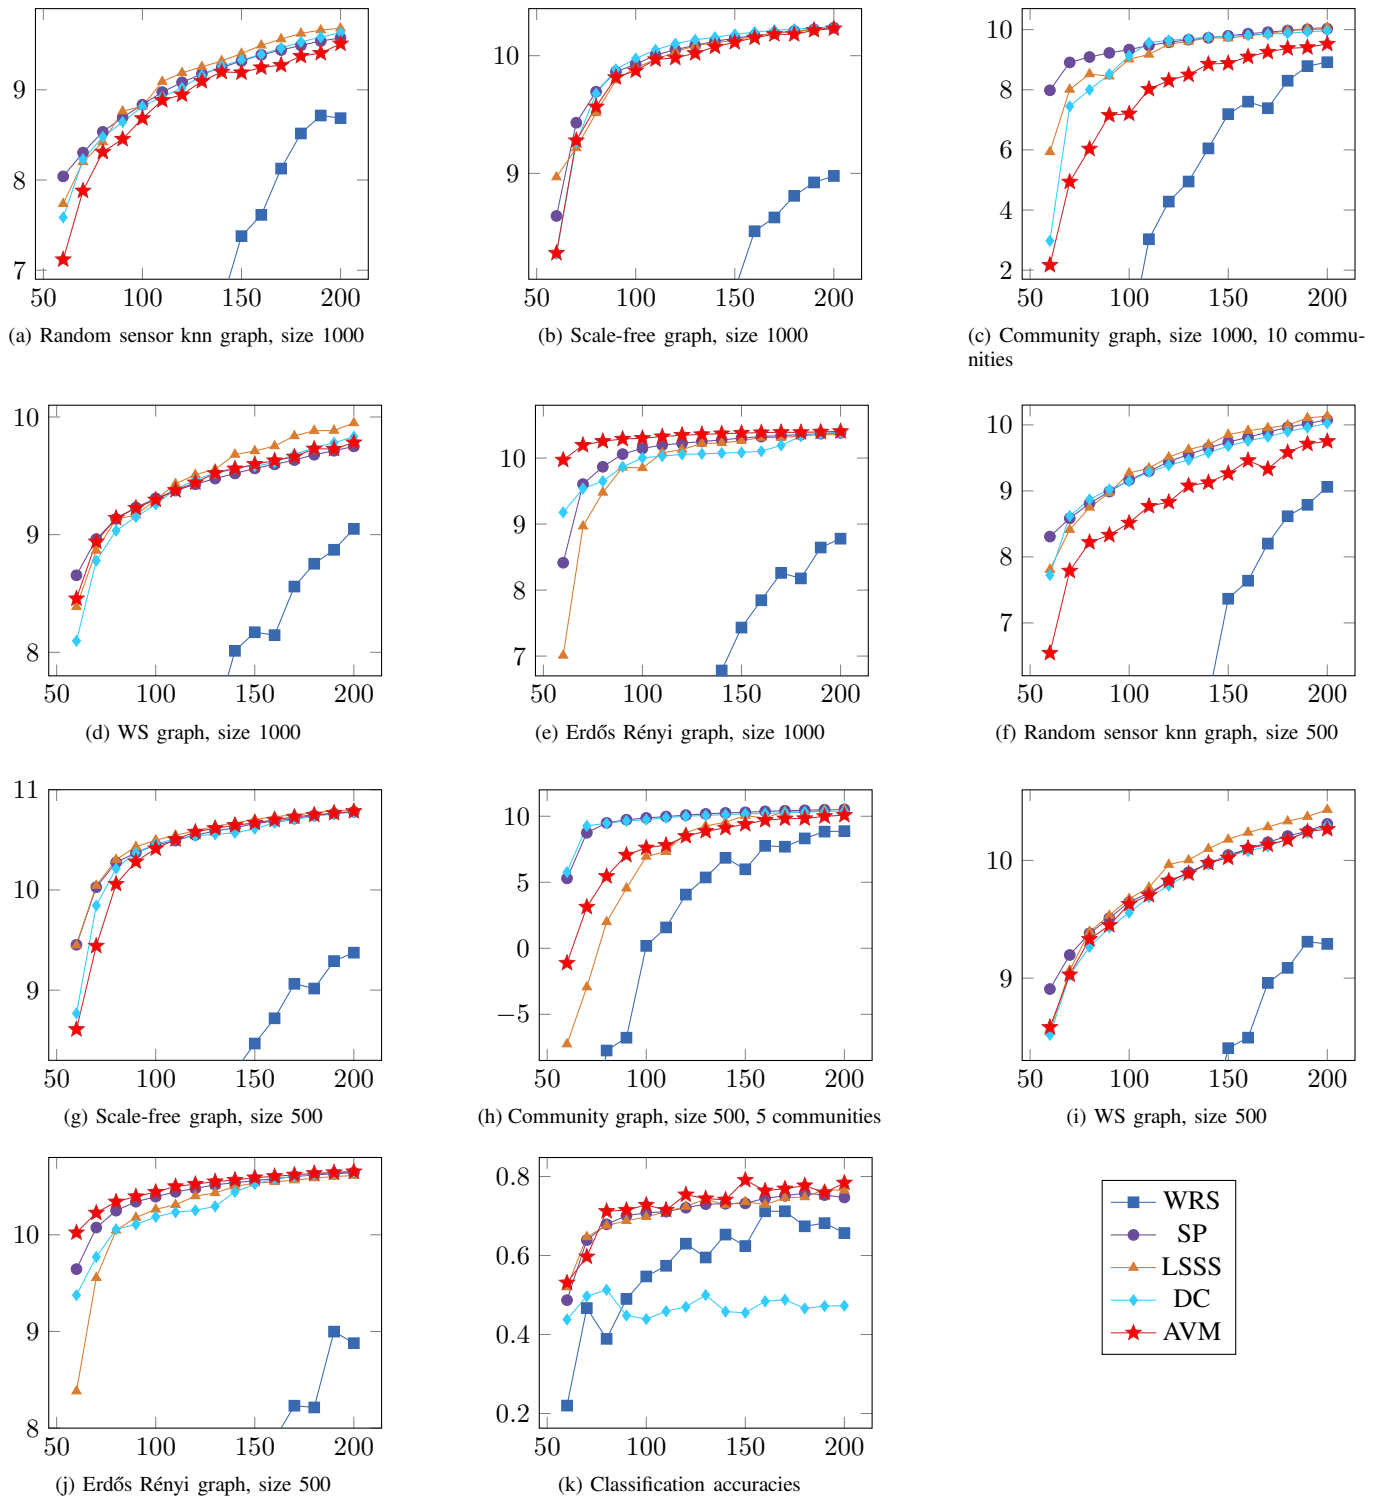 9
8
7
50 100 150 200
(a) Random sensor knn graph, size 1000
10
9
50 100 150 200
(b) Scale-free graph, size 1000
10
8
6
4
2
50 100 150 200
(c) Community graph, size 1000, 10 commu-
nities
10
9
8
50 100 150 200
(d) WS graph, size 1000
10
9
8
7
50 100 150 200
(e) Erdős Rényi graph, size 1000
10
9
8
7
50 100 150 200
(f) Random sensor knn graph, size 500
11
10
9
50 100 150 200
(g) Scale-free graph, size 500
10
5
0
−5
50 100 150 200
(h) Community graph, size 500, 5 communities
10
9
50 100 150 200
(i) WS graph, size 500
10
9
8
50 100 150 200
(j) Erdős Rényi graph, size 500
0.8
0.6
0.4
0.2
50 100 150 200
(k) Classification accuracies
WRS
SP
LSSS
DC
AVM